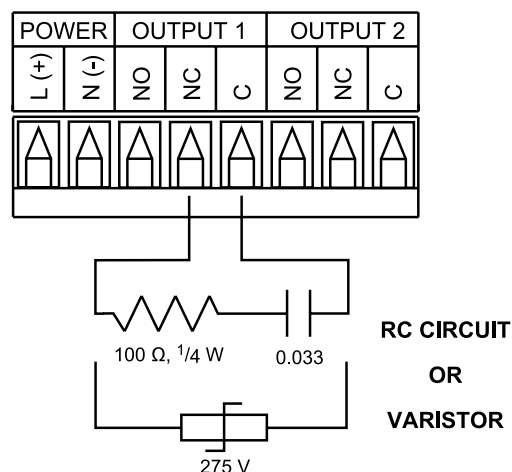 POWER OUTPUT 1 OUTPUT 2
L (+) N (-) NO NC C NO NC C
100 Ω, 1/4 W 0.033
RC CIRCUIT
OR
VARISTOR
275 V